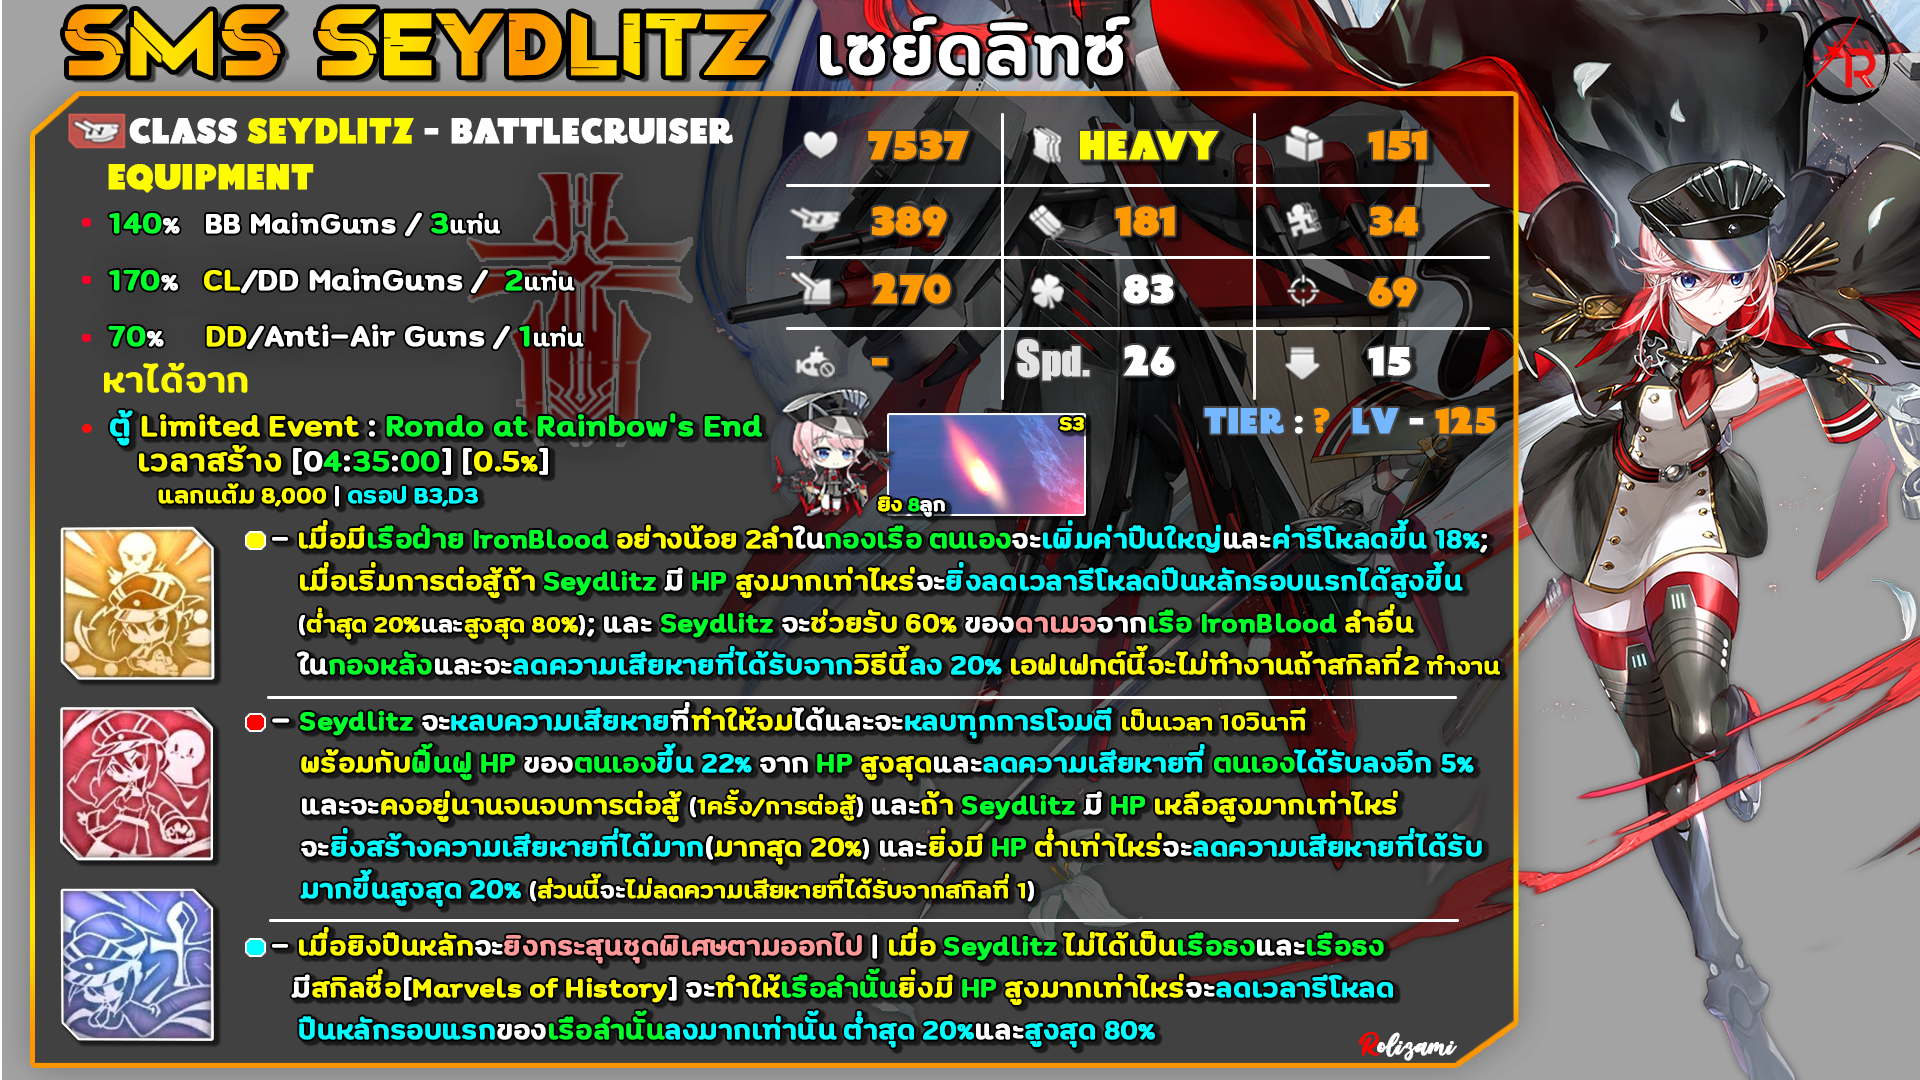 SMS SEYDLITZ เซย์ดลิทซ์
R
CLASS SEYDLITZ - BATTLECRUISER
EQUIPMENT
140% BB MainGuns / 3แท่น
170% CL/DD MainGuns / 2แท่น
70% DD/Anti-Air Guns / 1แท่น
หาได้จาก
ตู้ Limited Event : Rondo at Rainbow's End
เวลาสร้าง [04:35:00] [0.5%]
แลกแต้ม 8,000 | ดรอป B3,D3
7537 HEAVY 151
389 181 34
270 83 69
- Spd. 26 15
TIER : ? LV - 125
S3
ยิง 8ลูก
- เมื่อมีเรือฝ่าย IronBlood อย่างน้อย 2ลำในกองเรือ ตนเองจะเพิ่มค่าปืนใหญ่และค่ารีโหลดขึ้น 18%;
เมื่อเริ่มการต่อสู้ถ้า Seydlitz มี HP สูงมากเท่าไหร่จะยิ่งลดเวลารีโหลดปืนหลักรอบแรกได้สูงขึ้น
(ต่ำสุด 20%และสูงสุด 80%); และ Seydlitz จะช่วยรับ 60% ของดาเมจจากเรือ IronBlood ลำอื่น
ในกองหลังและจะลดความเสียหายที่ได้รับจากวิธีนี้ลง 20% เอฟเฟกต์นี้จะไม่ทำงานถ้าสกิลที่2 ทำงาน
- Seydlitz จะหลบความเสียหายที่ทำให้จมได้และจะหลบทุกการโจมตี เป็นเวลา 10วินาที
พร้อมกับฟื้นฟู HP ของตนเองขึ้น 22% จาก HP สูงสุดและลดความเสียหายที่ ตนเองได้รับลงอีก 5%
และจะคงอยู่นานจนจบการต่อสู้ (1ครั้ง/การต่อสู้) และถ้า Seydlitz มี HP เหลือสูงมากเท่าไหร่
จะยิ่งสร้างความเสียหายที่ได้มาก(มากสุด 20%) และยิ่งมี HP ต่ำเท่าไหร่จะลดความเสียหายที่ได้รับ
มากขึ้นสูงสุด 20% (ส่วนนี้จะไม่ลดความเสียหายที่ได้รับจากสกิลที่ 1)
- เมื่อยิงปืนหลักจะยิงกระสุนชุดพิเศษตามออกไป | เมื่อ Seydlitz ไม่ได้เป็นเรือธงและเรือธง
มีสกิลชื่อ[Marvels of History] จะทำให้เรือลำนั้นยิ่งมี HP สูงมากเท่าไหร่จะลดเวลารีโหลด
ปืนหลักรอบแรกของเรือลำนั้นลงมากเท่านั้น ต่ำสุด 20%และสูงสุด 80%
Rolizami